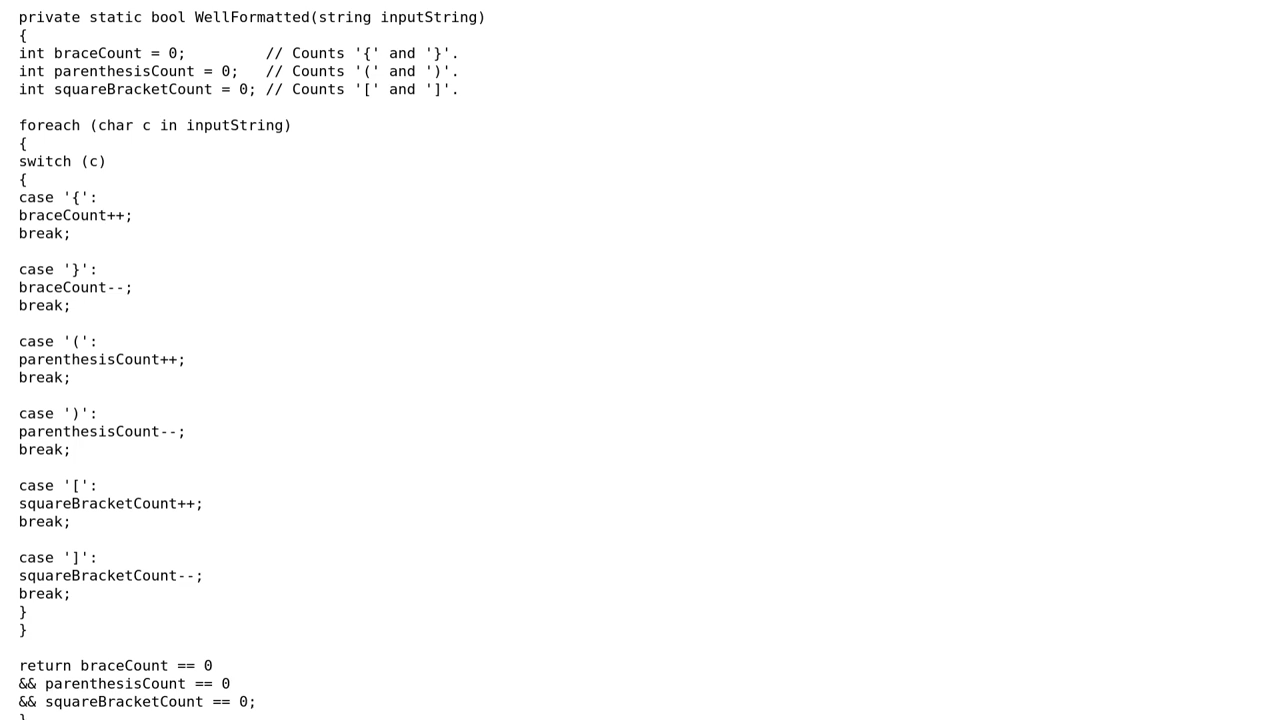 private static bool WellFormatted(string inputString)
{
int braceCount = 0;         // Counts '{' and '}'.
int parenthesisCount = 0;   // Counts '(' and ')'.
int squareBracketCount = 0; // Counts '[' and ']'.

foreach (char c in inputString)
{
switch (c)
{
case '{':
braceCount++;
break;

case '}':
braceCount--;
break;

case '(':
parenthesisCount++;
break;

case ')':
parenthesisCount--;
break;

case '[':
squareBracketCount++;
break;

case ']':
squareBracketCount--;
break;
}
}

return braceCount == 0
&& parenthesisCount == 0
&& squareBracketCount == 0;
}